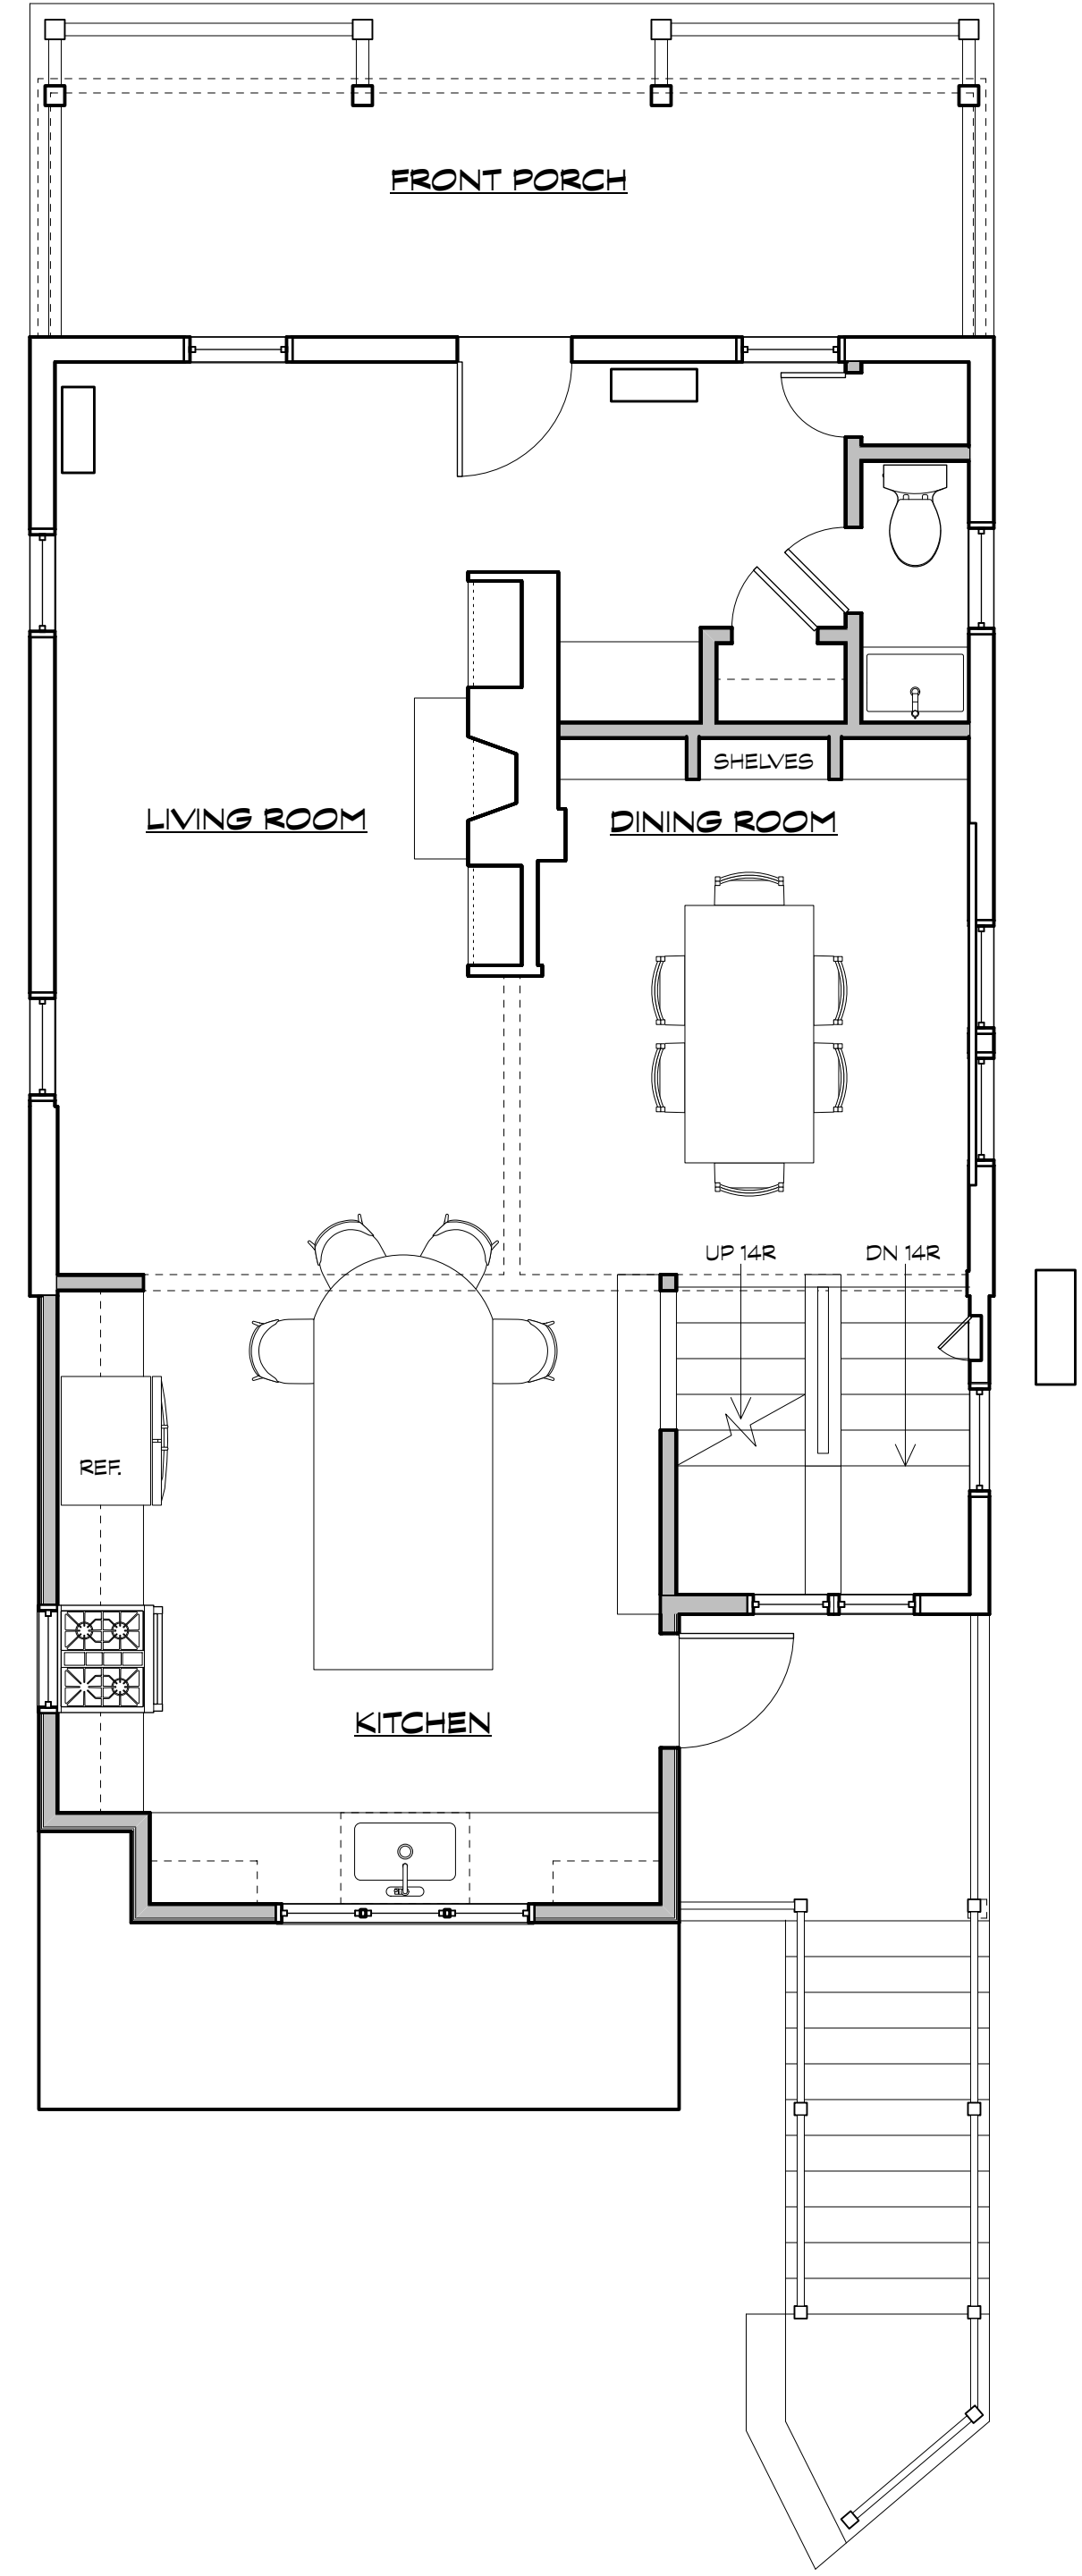 FRONT PORCH
SHELVES
LIVING ROOM
DINING ROOM
UP 14R
DN 14R
REF.
KITCHEN